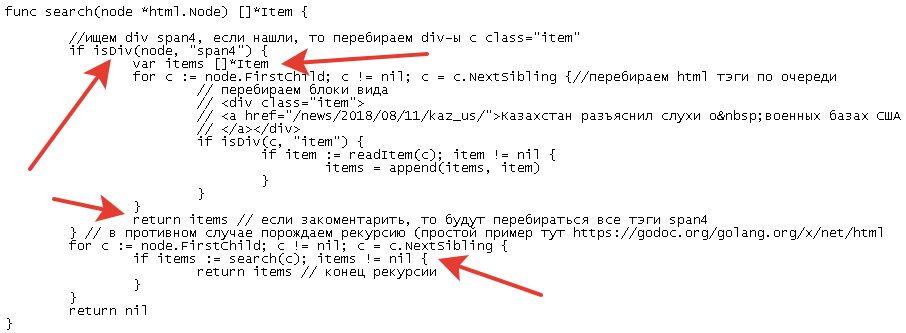 func search(node *html.Node) []*Item {
//ищем div span4, если нашли, то перебираем div-ы с class="item"
if isDiv(node, "span4") {
var items []*Item
for c := node.FirstChild; c != nil; c = c.NextSibling {//перебираем html тэги по очереди
// перебираем блоки вида
// <div class="item">
// <a href="/news/2018/08/11/kaz_us/">Казахстан разъяснил слухи о&nbsp;военных базах США
// </a></div>
if isDiv(c, "item") {
if item := readItem(c); item != nil {
items = append(items, item)
}
}
}
return items // если закоментарить, то будут перебираться все тэги span4
} // в противном случае порождаем рекурсию (простой пример тут https://godoc.org/golang.org/x/net/html
for c := node.FirstChild; c != nil; c = c.NextSibling {
if items := search(c); items != nil {
return items // конец рекурсии
}
}
return nil
}